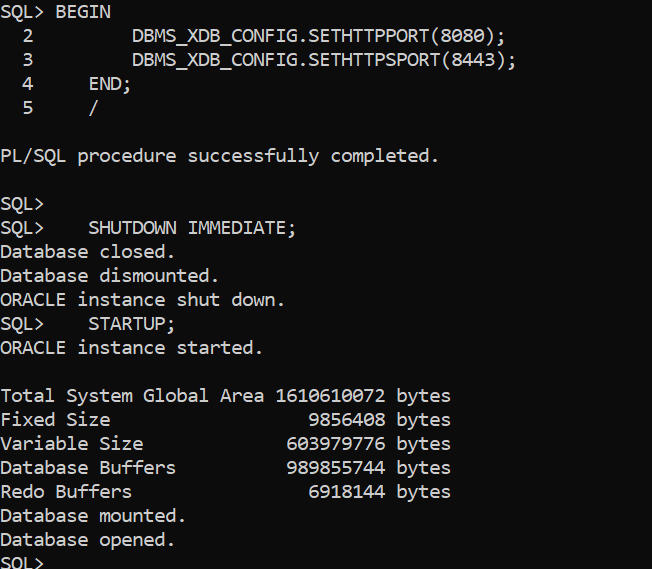 SQL> BEGIN
  2         DBMS_XDB_CONFIG.SETHTTPPORT(8080);
  3         DBMS_XDB_CONFIG.SETHTTPSPORT(8443);
  4     END;
  5     /

PL/SQL procedure successfully completed.

SQL>
SQL>    SHUTDOWN IMMEDIATE;
Database closed.
Database dismounted.
ORACLE instance shut down.
SQL>    STARTUP;
ORACLE instance started.

Total System Global Area 1610610072 bytes
Fixed Size                  9856408 bytes
Variable Size             603979776 bytes
Database Buffers          989855744 bytes
Redo Buffers                6918144 bytes
Database mounted.
Database opened.
SQL>